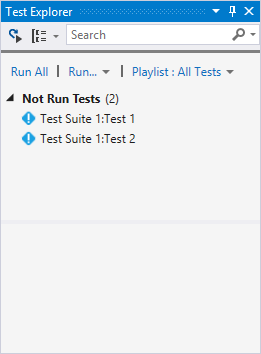 Test Explorer
Search
Run All | Run... | Playlist : All Tests
Not Run Tests (2)
Test Suite 1:Test 1
Test Suite 1:Test 2